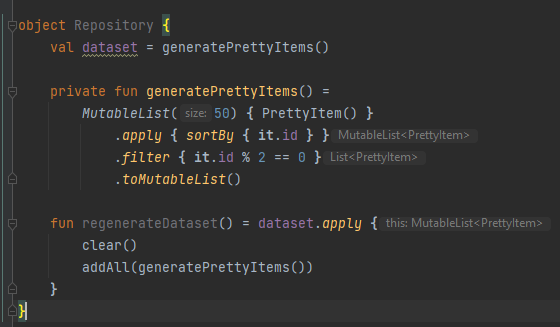 object Repository {
val dataset = generatePrettyItems()
private fun generatePrettyItems() =
MutableList( size: 50) { PrettyItem() }
.apply { sortBy { it.id } } MutableList<PrettyItem>
.filter { it.id % 2 == 0 } List<PrettyItem>
.toMutableList()
fun regenerateDataset() = dataset.apply { this: MutableList<PrettyItem>
clear()
addAll(generatePrettyItems())
}
}